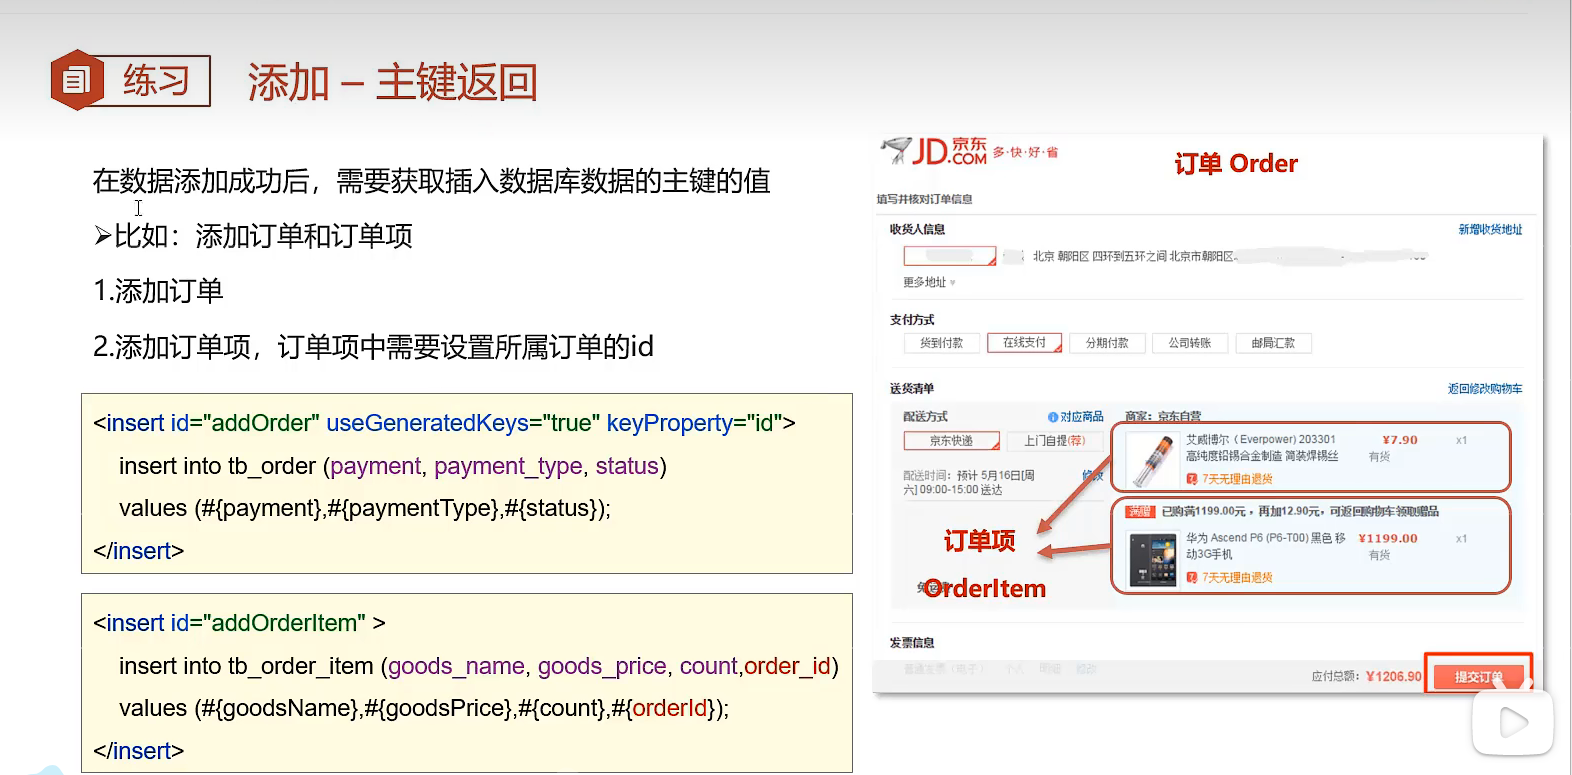 练习
添加 – 主键返回
在数据添加成功后，需要获取插入数据库数据的主键的值
➢比如：添加订单和订单项
1.添加订单
2.添加订单项，订单项中需要设置所属订单的id
<insert id="addOrder" useGeneratedKeys="true" keyProperty="id">
insert into tb_order (payment, payment_type, status)
values (#{payment},#{paymentType},#{status});
</insert>
<insert id="addOrderItem" >
insert into tb_order_item (goods_name, goods_price, count,order_id)
values (#{goodsName},#{goodsPrice},#{count},#{orderId});
</insert>
JD.京东.COM 多·快·好·省
订单 Order
填写并核对订单信息
收货人信息 新增收货地址
北京 朝阳区 四环到五环之间 北京市朝阳区
更多地址
支付方式
货到付款 在线支付 分期付款 公司转账 邮局汇款
送货清单 返回修改购物车
配送方式 对应商品 商家：京东自营
京东快递 上门自提(荐)
艾威博尔（Everpower) 203301 ¥7.90 x1
高纯度铅锡合金制造 简装焊锡丝 有货
7天无理由退货
配送时间：预计 5月16日[周
六] 09:00-15:00 送达
满赠 已购满1199.00元，再加12.90元，可返回购物车领取赠品
订单项
华为 Ascend P6 (P6-T00) 黑色 移 ¥1199.00 x1
动3G手机 有货
7天无理由退货
OrderItem
发票信息
应付总额：¥1206.90 提交订单